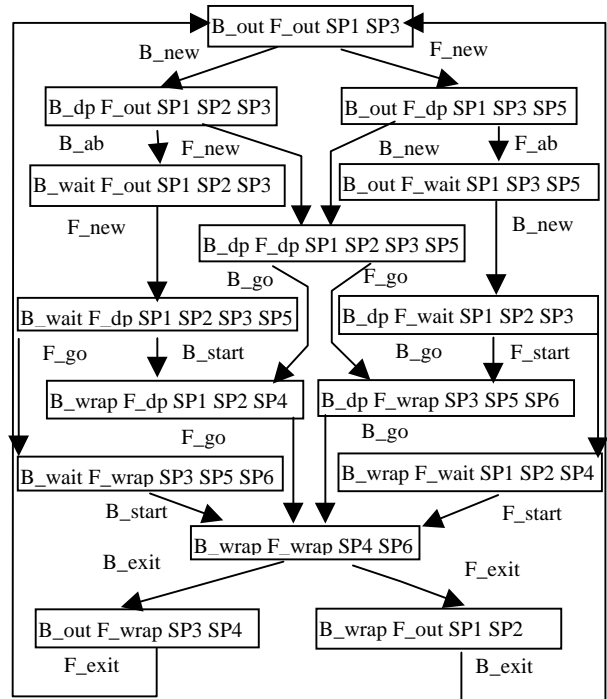 B_out F_out SP1 SP3
B_new F_new
B_dp F_out SP1 SP2 SP3
B_out F_dp SP1 SP3 SP5
B_ab F_new B_new F_ab
B_wait F_out SP1 SP2 SP3
B_out F_wait SP1 SP3 SP5
F_new B_new
B_dp F_dp SP1 SP2 SP3 SP5
B_go F_go
B_wait F_dp SP1 SP2 SP3 SP5
B_dp F_wait SP1 SP2 SP3
F_go B_start B_go F_start
B_wrap F_dp SP1 SP2 SP4
B_dp F_wrap SP3 SP5 SP6
F_go B_go
B_wait F_wrap SP3 SP5 SP6
B_wrap F_wait SP1 SP2 SP4
B_start F_start
B_wrap F_wrap SP4 SP6
B_exit F_exit
B_out F_wrap SP3 SP4
B_wrap F_out SP1 SP2
F_exit B_exit